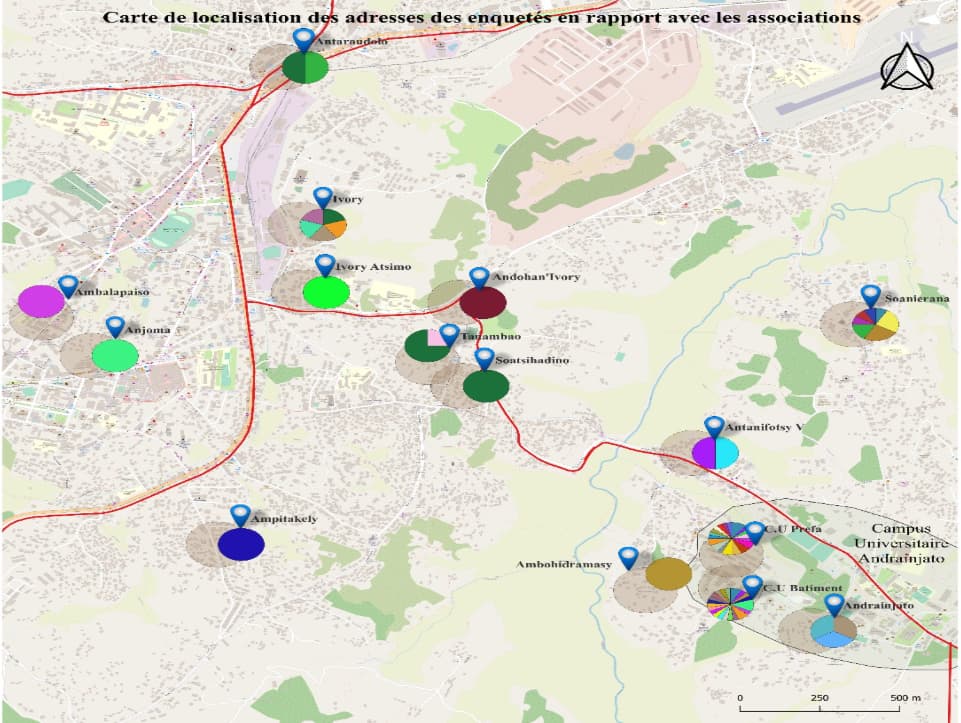 Carte de localisation des adresses des enquetés en rapport avec les associations
N
Antaraudolo
Ivory
Ivory Atsimo
Andohan'Ivory
Ambalapaiso
Soanierana
Anjoma
Tanambao
Soatsihadino
Antanifotsy V
Ampitakely
C.U Prefa
Campus
Universitaire
Andrainjato
Ambohidramasy
C.U Batiment
Andrainjato
0 250 500 m